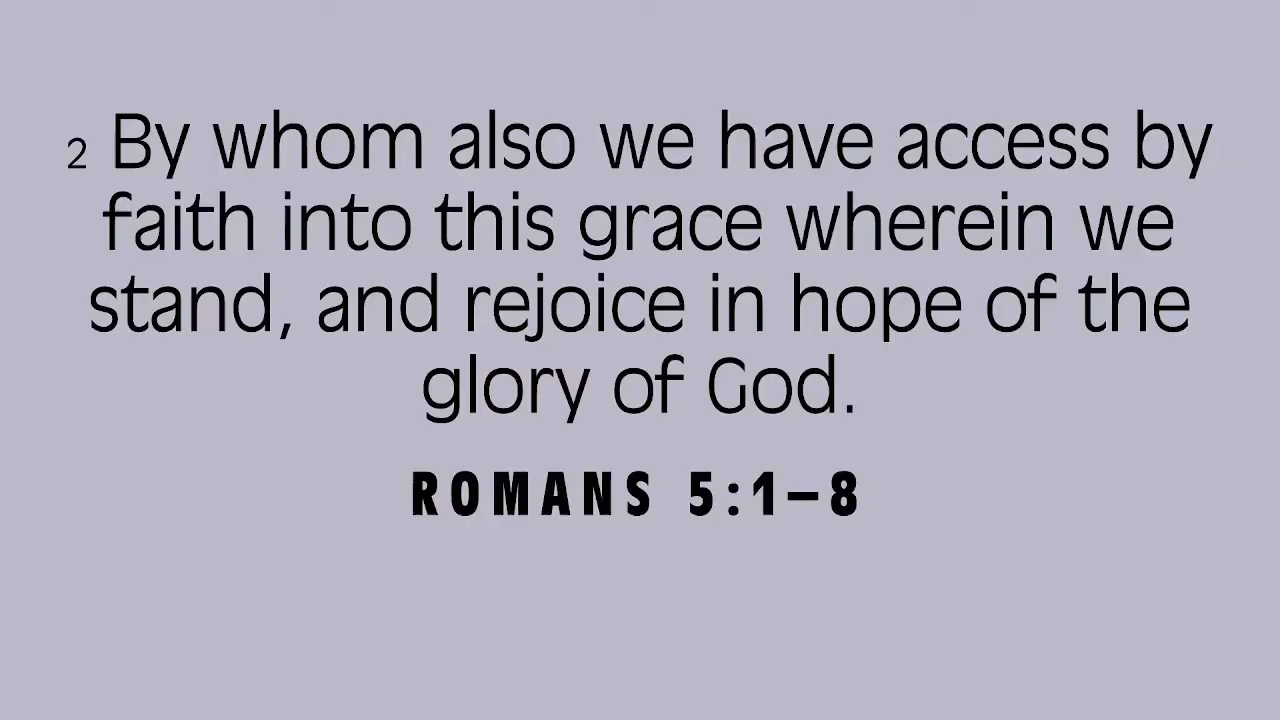 2 By whom also we have access by
faith into this grace wherein we
stand, and rejoice in hope of the
glory of God.
ROMANS 5:1–8